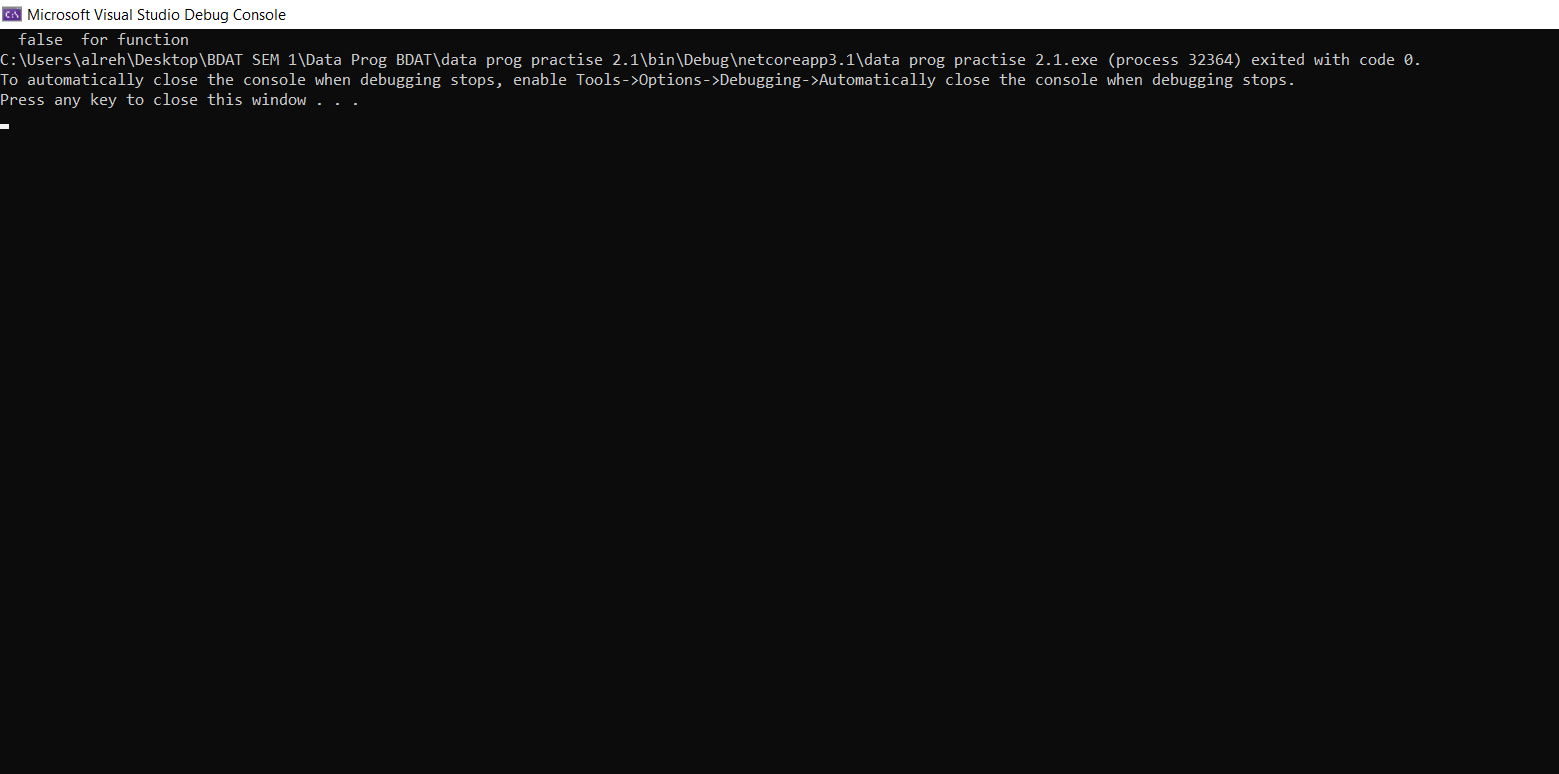 Microsoft Visual Studio Debug Console
  false  for function
C:\Users\alreh\Desktop\BDAT SEM 1\Data Prog BDAT\data prog practise 2.1\bin\Debug\netcoreapp3.1\data prog practise 2.1.exe (process 32364) exited with code 0.
To automatically close the console when debugging stops, enable Tools->Options->Debugging->Automatically close the console when debugging stops.
Press any key to close this window . . .